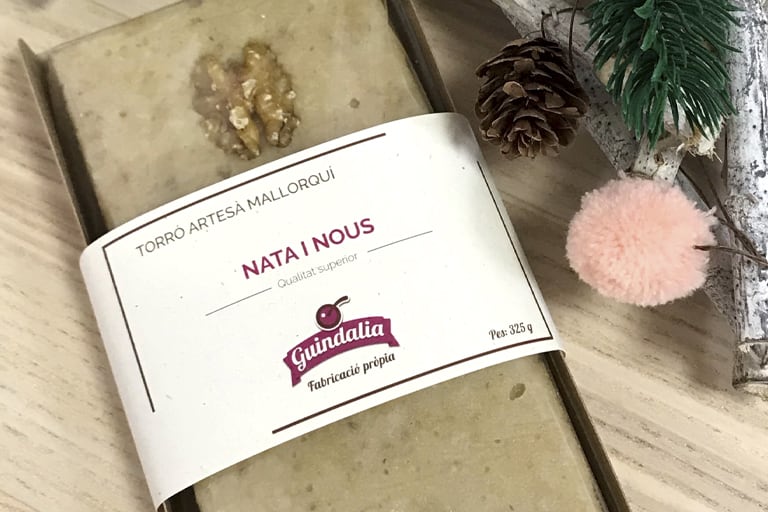 TORRÓ ARTESÀ MALLORQUÍ
NATA I NOUS
Qualitat superior
Guindalia
Fabricació pròpia
Pes: 325 g